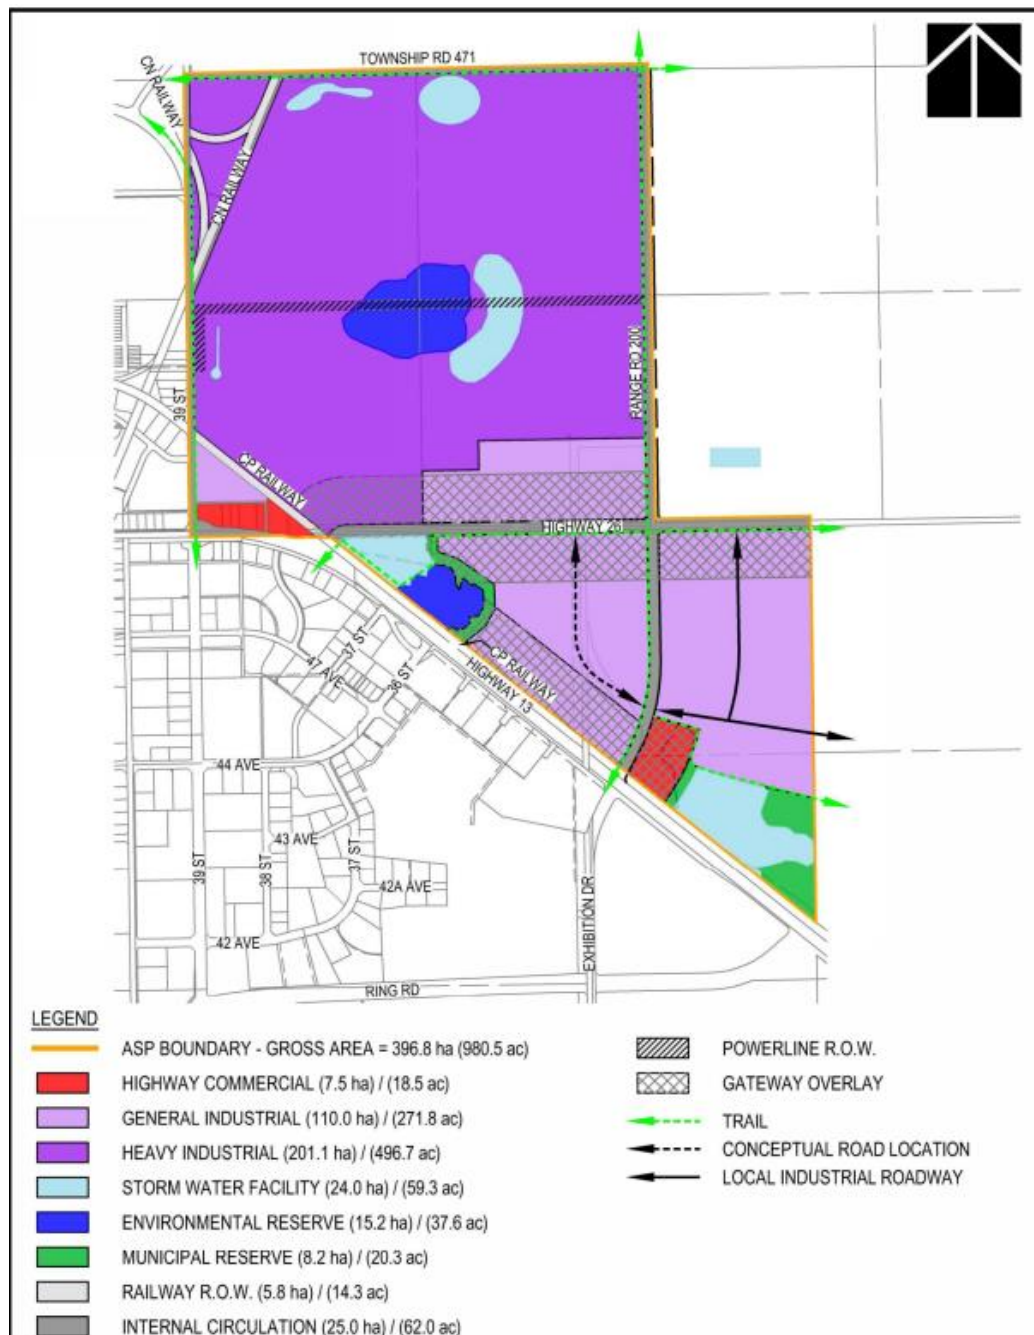 TOWNSHIP RD 471
CN RAILWAY
CN RAILWAY
RANGE RD 200
39 ST
CP RAILWAY
HIGHWAY 26
CP RAILWAY
HIGHWAY 13
37 ST
36 ST
47 AVE
44 AVE
43 AVE
39 ST
38 ST
37 ST
42A AVE
42 AVE
EXHIBITION DR
RING RD
LEGEND
ASP BOUNDARY - GROSS AREA = 396.8 ha (980.5 ac)
HIGHWAY COMMERCIAL (7.5 ha) / (18.5 ac)
GENERAL INDUSTRIAL (110.0 ha) / (271.8 ac)
HEAVY INDUSTRIAL (201.1 ha) / (496.7 ac)
STORM WATER FACILITY (24.0 ha) / (59.3 ac)
ENVIRONMENTAL RESERVE (15.2 ha) / (37.6 ac)
MUNICIPAL RESERVE (8.2 ha) / (20.3 ac)
RAILWAY R.O.W. (5.8 ha) / (14.3 ac)
INTERNAL CIRCULATION (25.0 ha) / (62.0 ac)
POWERLINE R.O.W.
GATEWAY OVERLAY
TRAIL
CONCEPTUAL ROAD LOCATION
LOCAL INDUSTRIAL ROADWAY